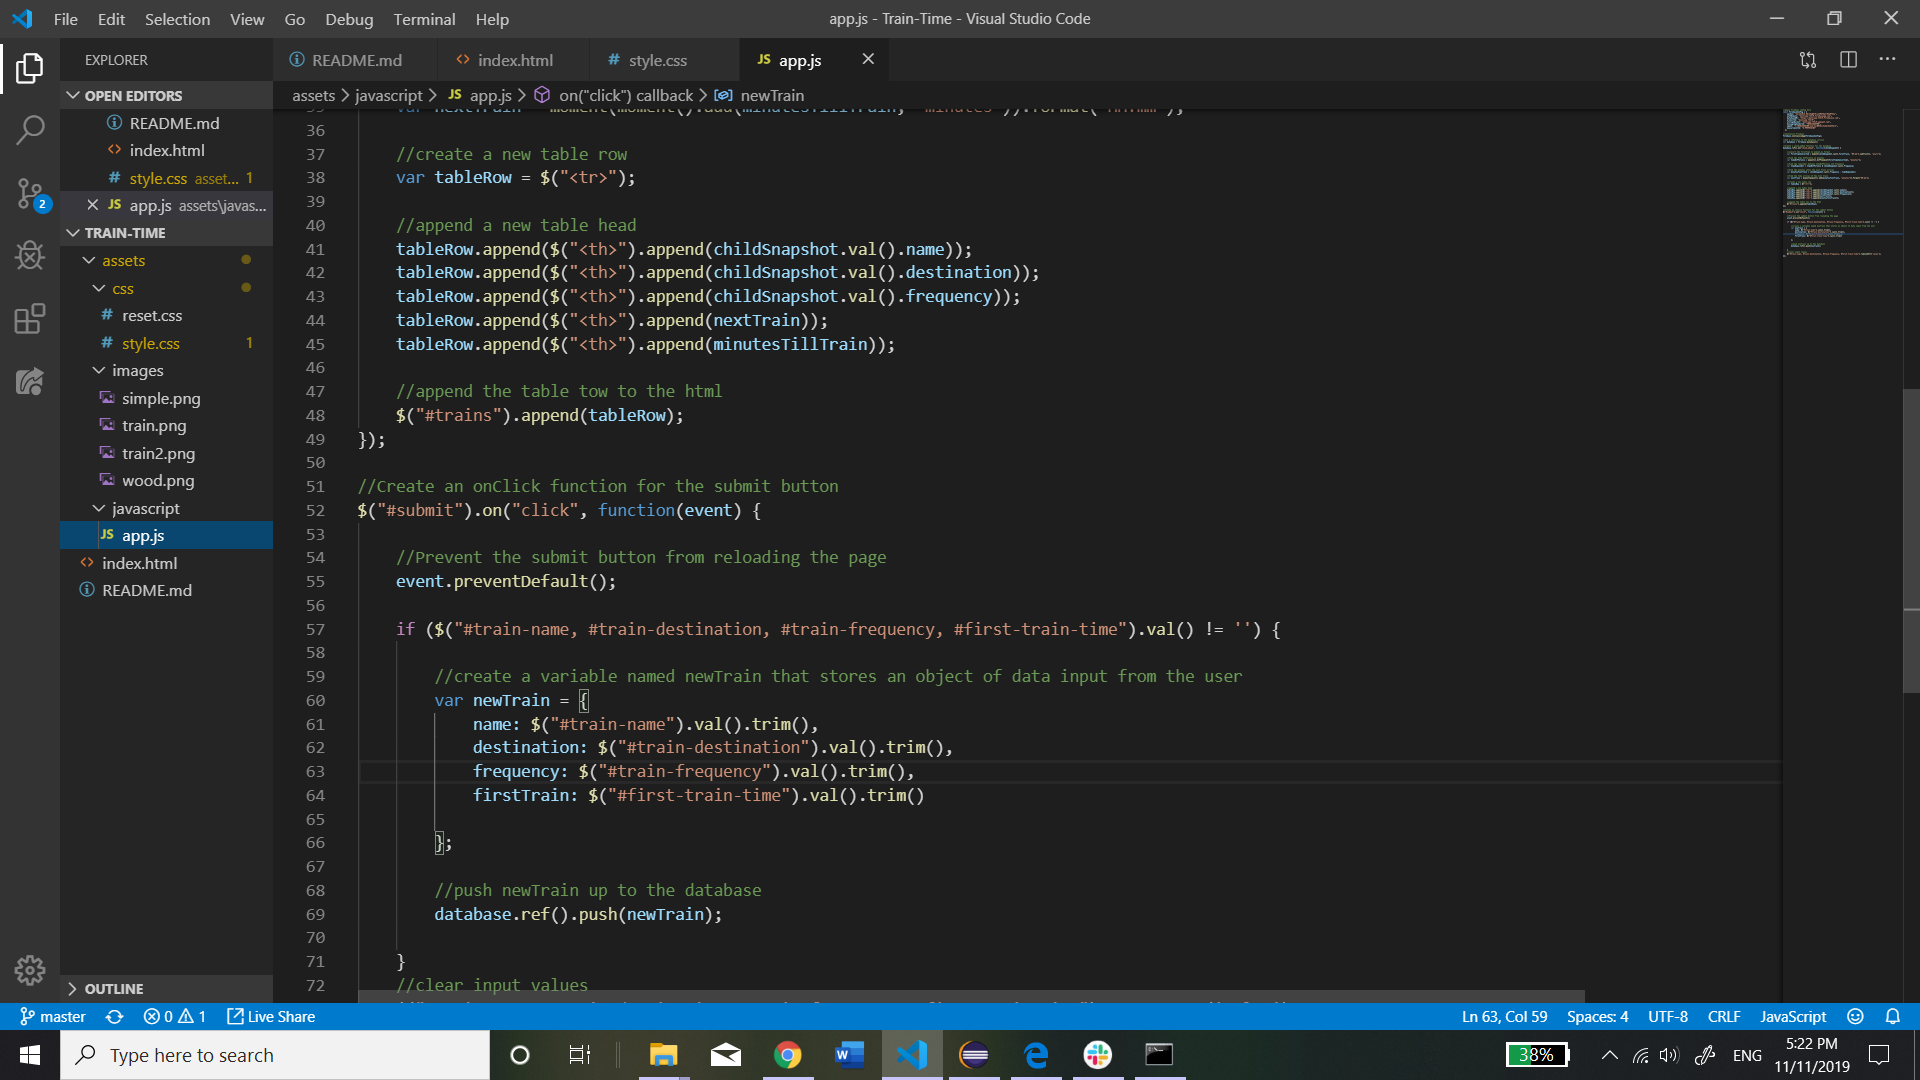 File Edit Selection View Go Debug Terminal Help
app.js - Train-Time - Visual Studio Code
EXPLORER
OPEN EDITORS
README.md
index.html
style.css asset... 1
app.js assets\javas...
TRAIN-TIME
assets
css
reset.css
style.css 1
images
simple.png
train.png
train2.png
wood.png
javascript
app.js
index.html
README.md
OUTLINE
2
README.md index.html style.css app.js
assets > javascript > app.js > on("click") callback > newTrain
36
37 //create a new table row
38 var tableRow = $("<tr>");
39
40 //append a new table head
41 tableRow.append($("<th>").append(childSnapshot.val().name));
42 tableRow.append($("<th>").append(childSnapshot.val().destination));
43 tableRow.append($("<th>").append(childSnapshot.val().frequency));
44 tableRow.append($("<th>").append(nextTrain));
45 tableRow.append($("<th>").append(minutesTillTrain));
46
47 //append the table tow to the html
48 $("#trains").append(tableRow);
49 });
50
51 //Create an onClick function for the submit button
52 $("#submit").on("click", function(event) {
53
54 //Prevent the submit button from reloading the page
55 event.preventDefault();
56
57 if ($("#train-name, #train-destination, #train-frequency, #first-train-time").val() != '') {
58
59 //create a variable named newTrain that stores an object of data input from the user
60 var newTrain = {
61 name: $("#train-name").val().trim(),
62 destination: $("#train-destination").val().trim(),
63 frequency: $("#train-frequency").val().trim(),
64 firstTrain: $("#first-train-time").val().trim()
65
66 };
67
68 //push newTrain up to the database
69 database.ref().push(newTrain);
70
71 }
72 //clear input values
master 0 1 Live Share
Ln 63, Col 59 Spaces: 4 UTF-8 CRLF JavaScript
Type here to search
38% ENG 5:22 PM
11/11/2019